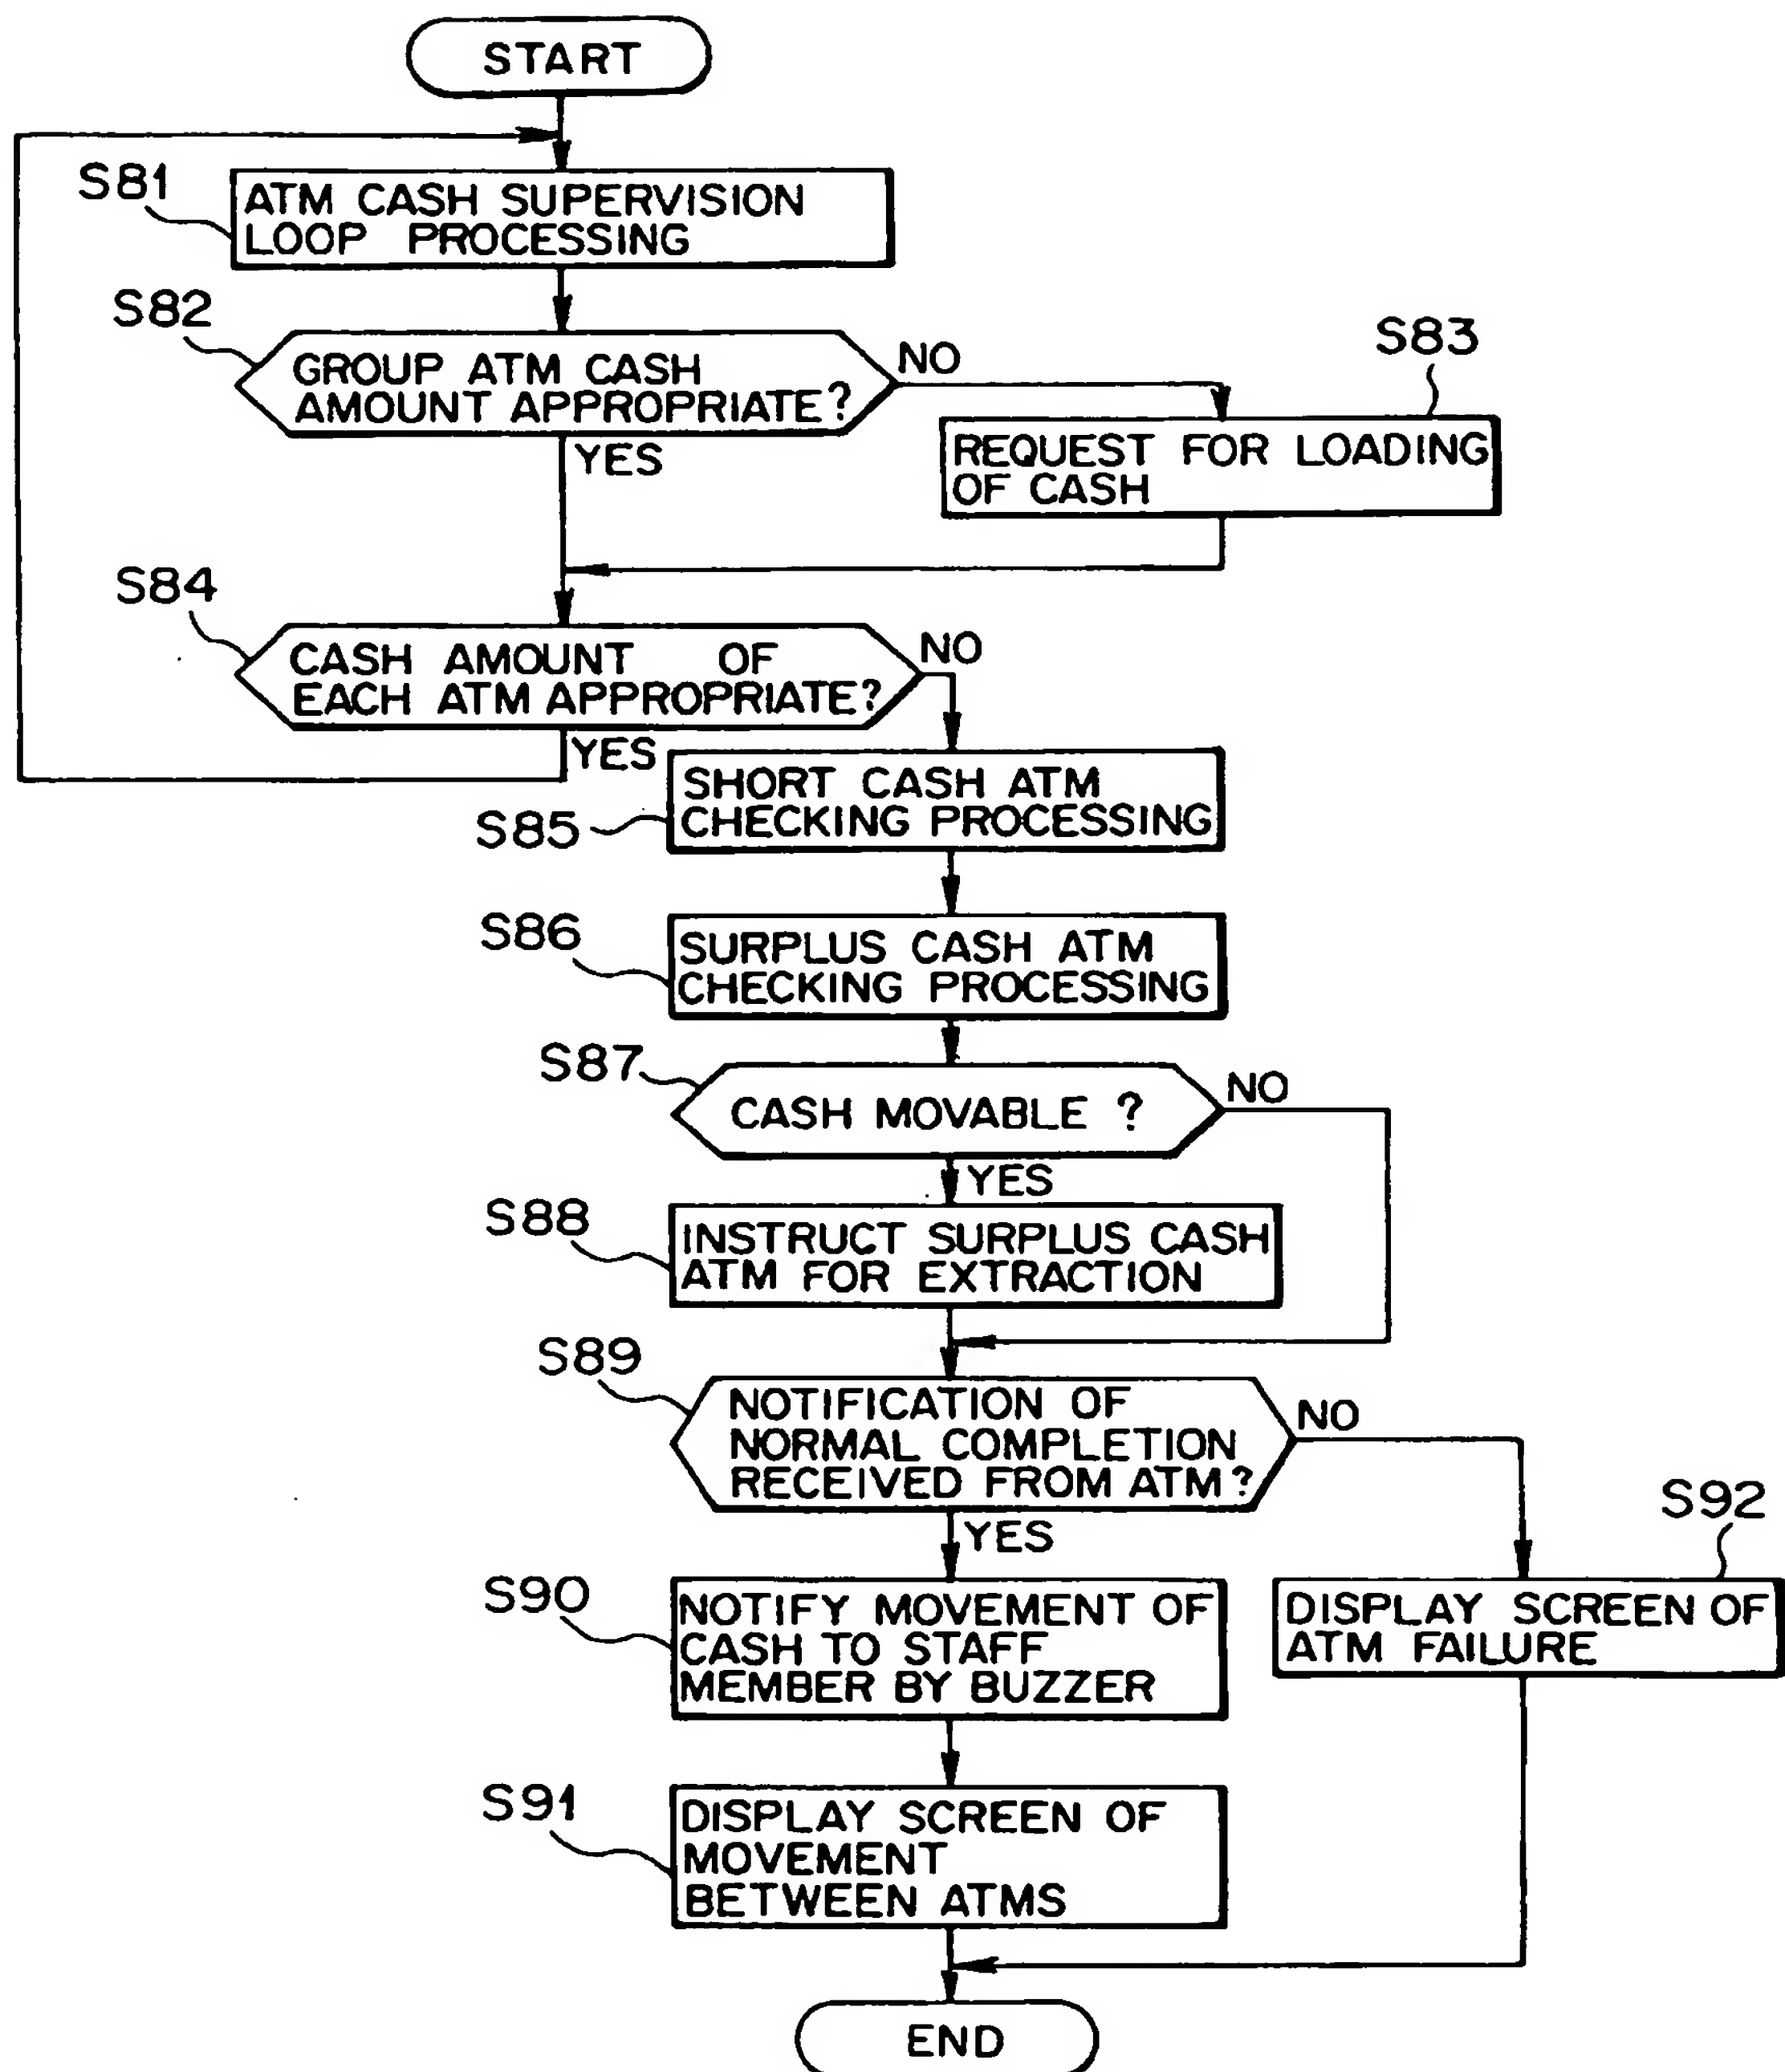 START
S81
ATM CASH SUPERVISION
LOOP PROCESSING
S82
GROUP ATM CASH
AMOUNT APPROPRIATE?
NO
YES
S83
REQUEST FOR LOADING
OF CASH
S84
CASH AMOUNT OF
EACH ATM APPROPRIATE?
NO
YES
S85
SHORT CASH ATM
CHECKING PROCESSING
S86
SURPLUS CASH ATM
CHECKING PROCESSING
S87
CASH MOVABLE ?
NO
YES
S88
INSTRUCT SURPLUS CASH
ATM FOR EXTRACTION
S89
NOTIFICATION OF
NORMAL COMPLETION
RECEIVED FROM ATM?
NO
YES
S90
NOTIFY MOVEMENT OF
CASH TO STAFF
MEMBER BY BUZZER
S92
DISPLAY SCREEN OF
ATM FAILURE
S91
DISPLAY SCREEN OF
MOVEMENT
BETWEEN ATMS
END